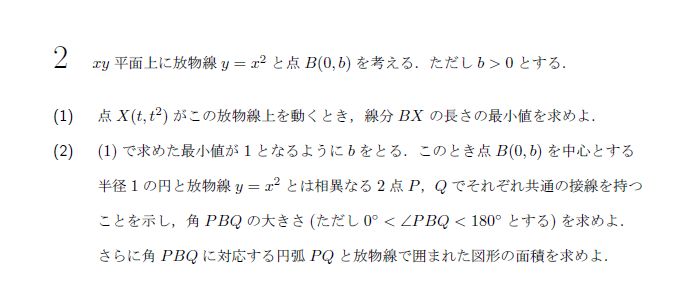 2 xy 平面上に放物線 y = x² と点 B(0, b) を考える．ただし b > 0 とする．
(1) 点 X(t, t²) がこの放物線上を動くとき，線分 BX の長さの最小値を求めよ．
(2) (1) で求めた最小値が 1 となるように b をとる．このとき点 B(0, b) を中心とする
半径 1 の円と放物線 y = x² とは相異なる 2 点 P，Q でそれぞれ共通の接線を持つ
ことを示し，角 PBQ の大きさ (ただし 0° < ∠PBQ < 180° とする) を求めよ．
さらに角 PBQ に対応する円弧 PQ と放物線で囲まれた図形の面積を求めよ．